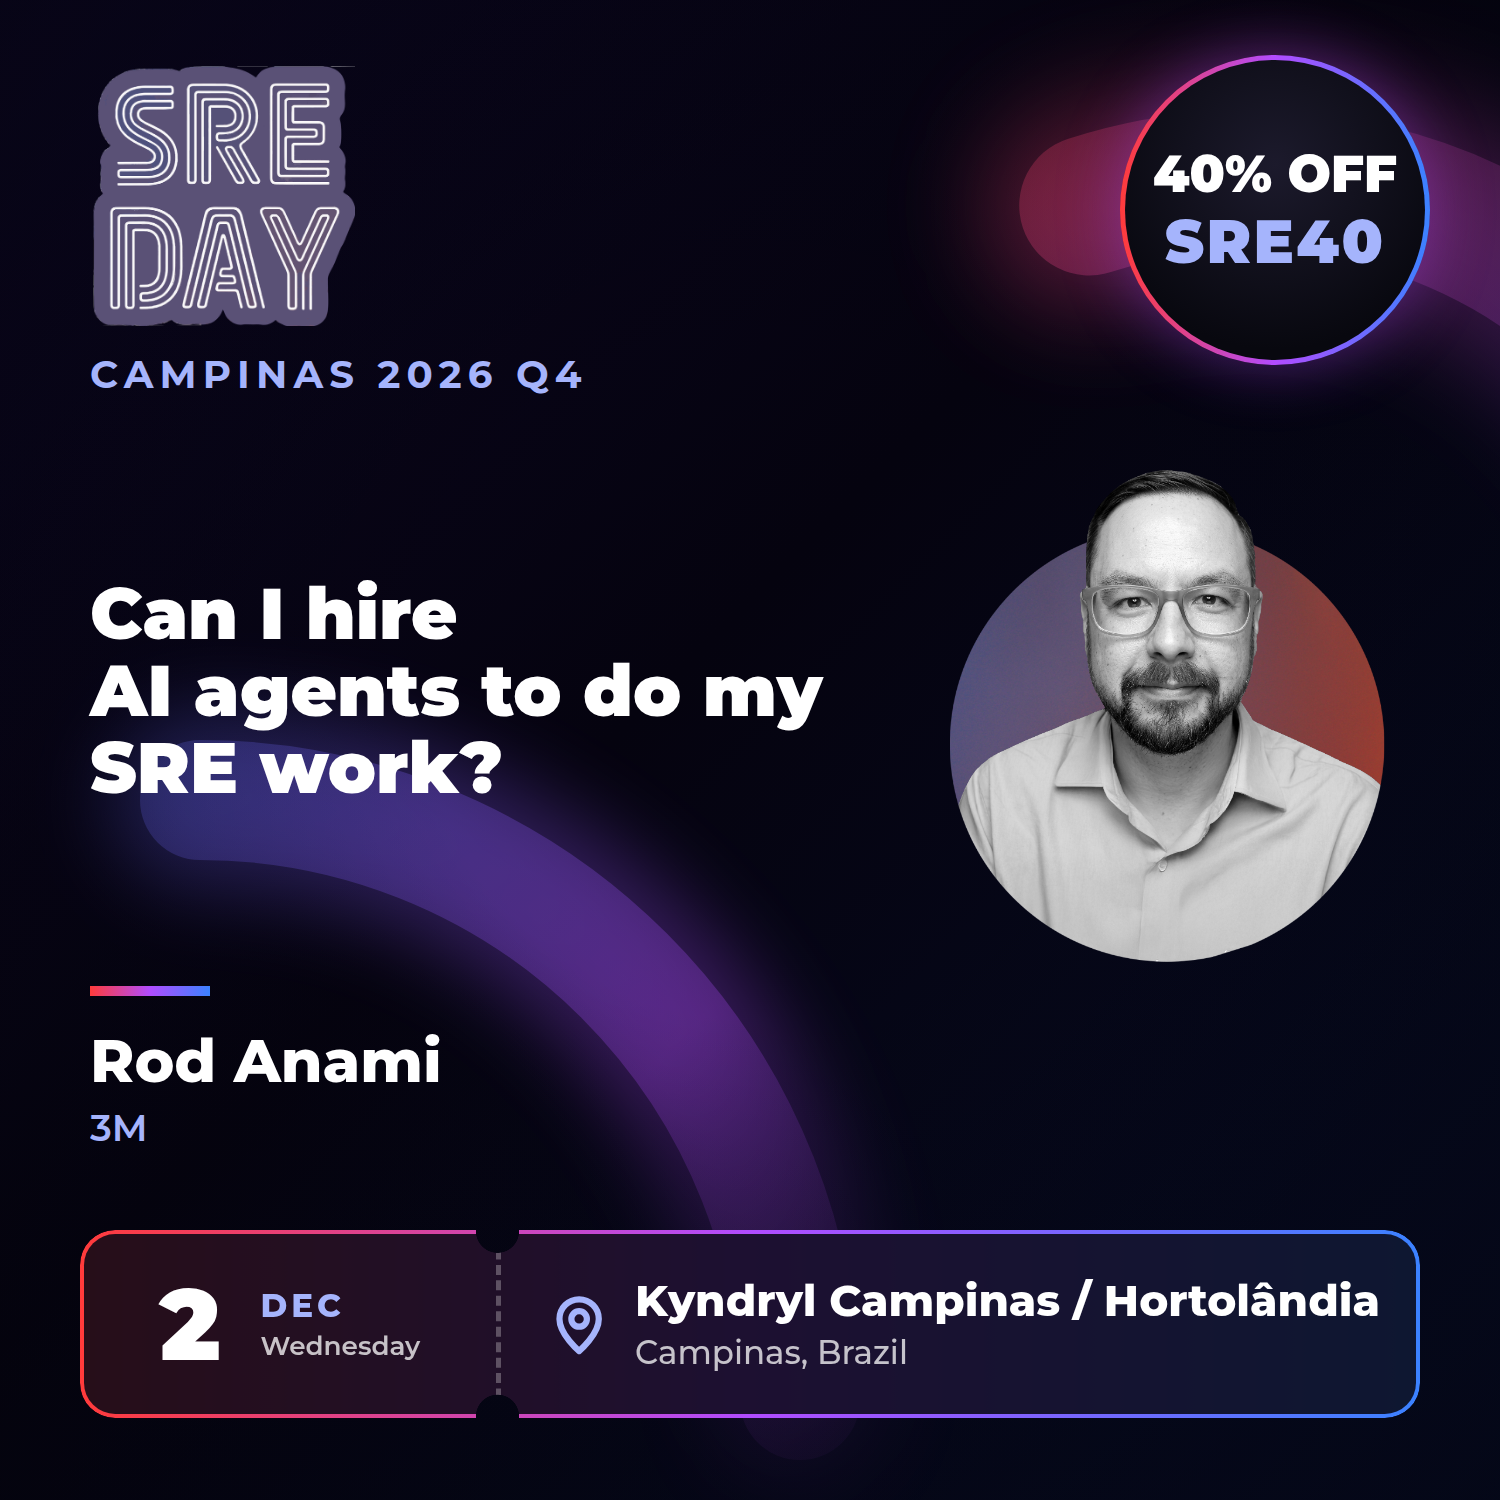 SRE
DAY
CAMPINAS 2026 Q4
40% OFF
SRE40
Can I hire
AI agents to do my
SRE work?
Rod Anami
3M
2
DEC
Wednesday
Kyndryl Campinas / Hortolândia
Campinas, Brazil